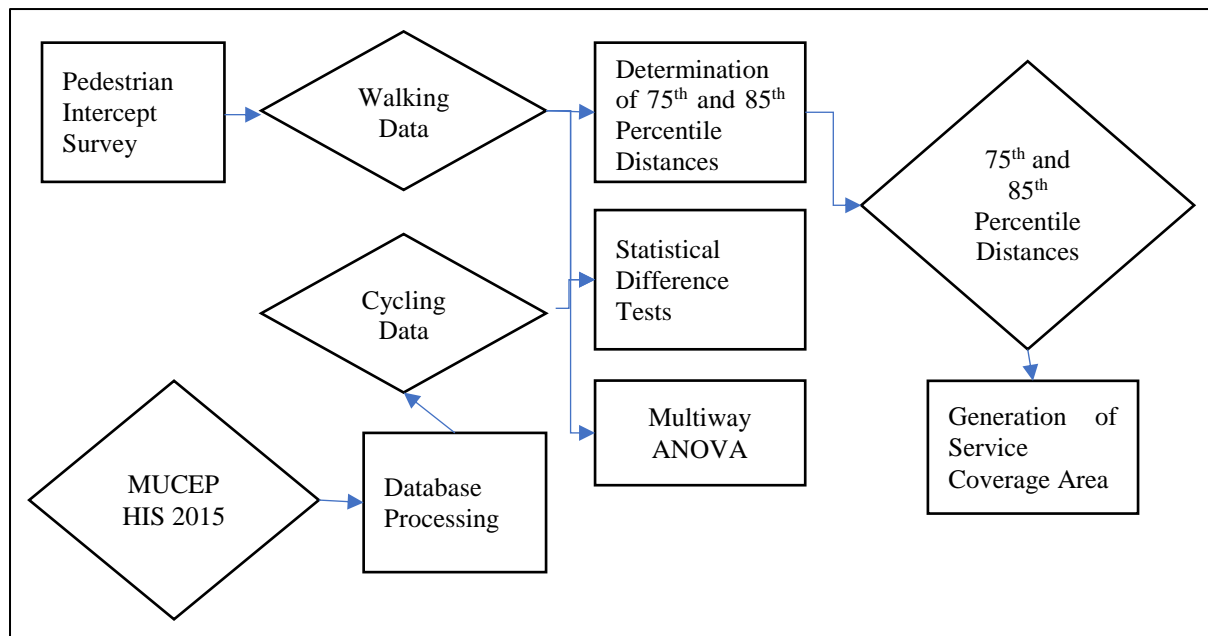 Pedestrian
Intercept
Survey
Walking
Data
Determination
of 75th and 85th
Percentile
Distances
75th and
85th
Percentile
Distances
Cycling
Data
Statistical
Difference
Tests
Multiway
ANOVA
Generation of
Service
Coverage Area
MUCEP
HIS 2015
Database
Processing